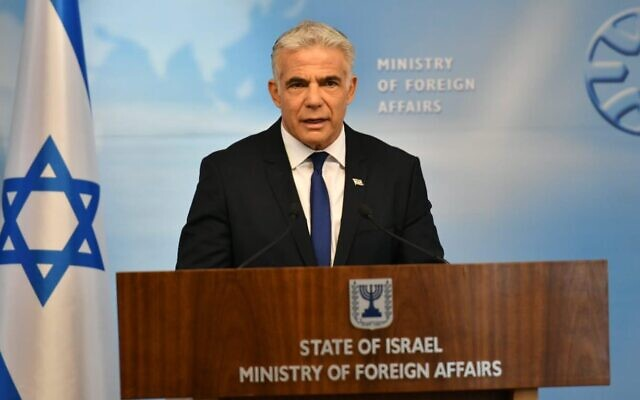 MINISTRY
OF FOREIGN
AFFAIRS
STATE OF ISRAEL
MINISTRY OF FOREIGN AFFAIRS